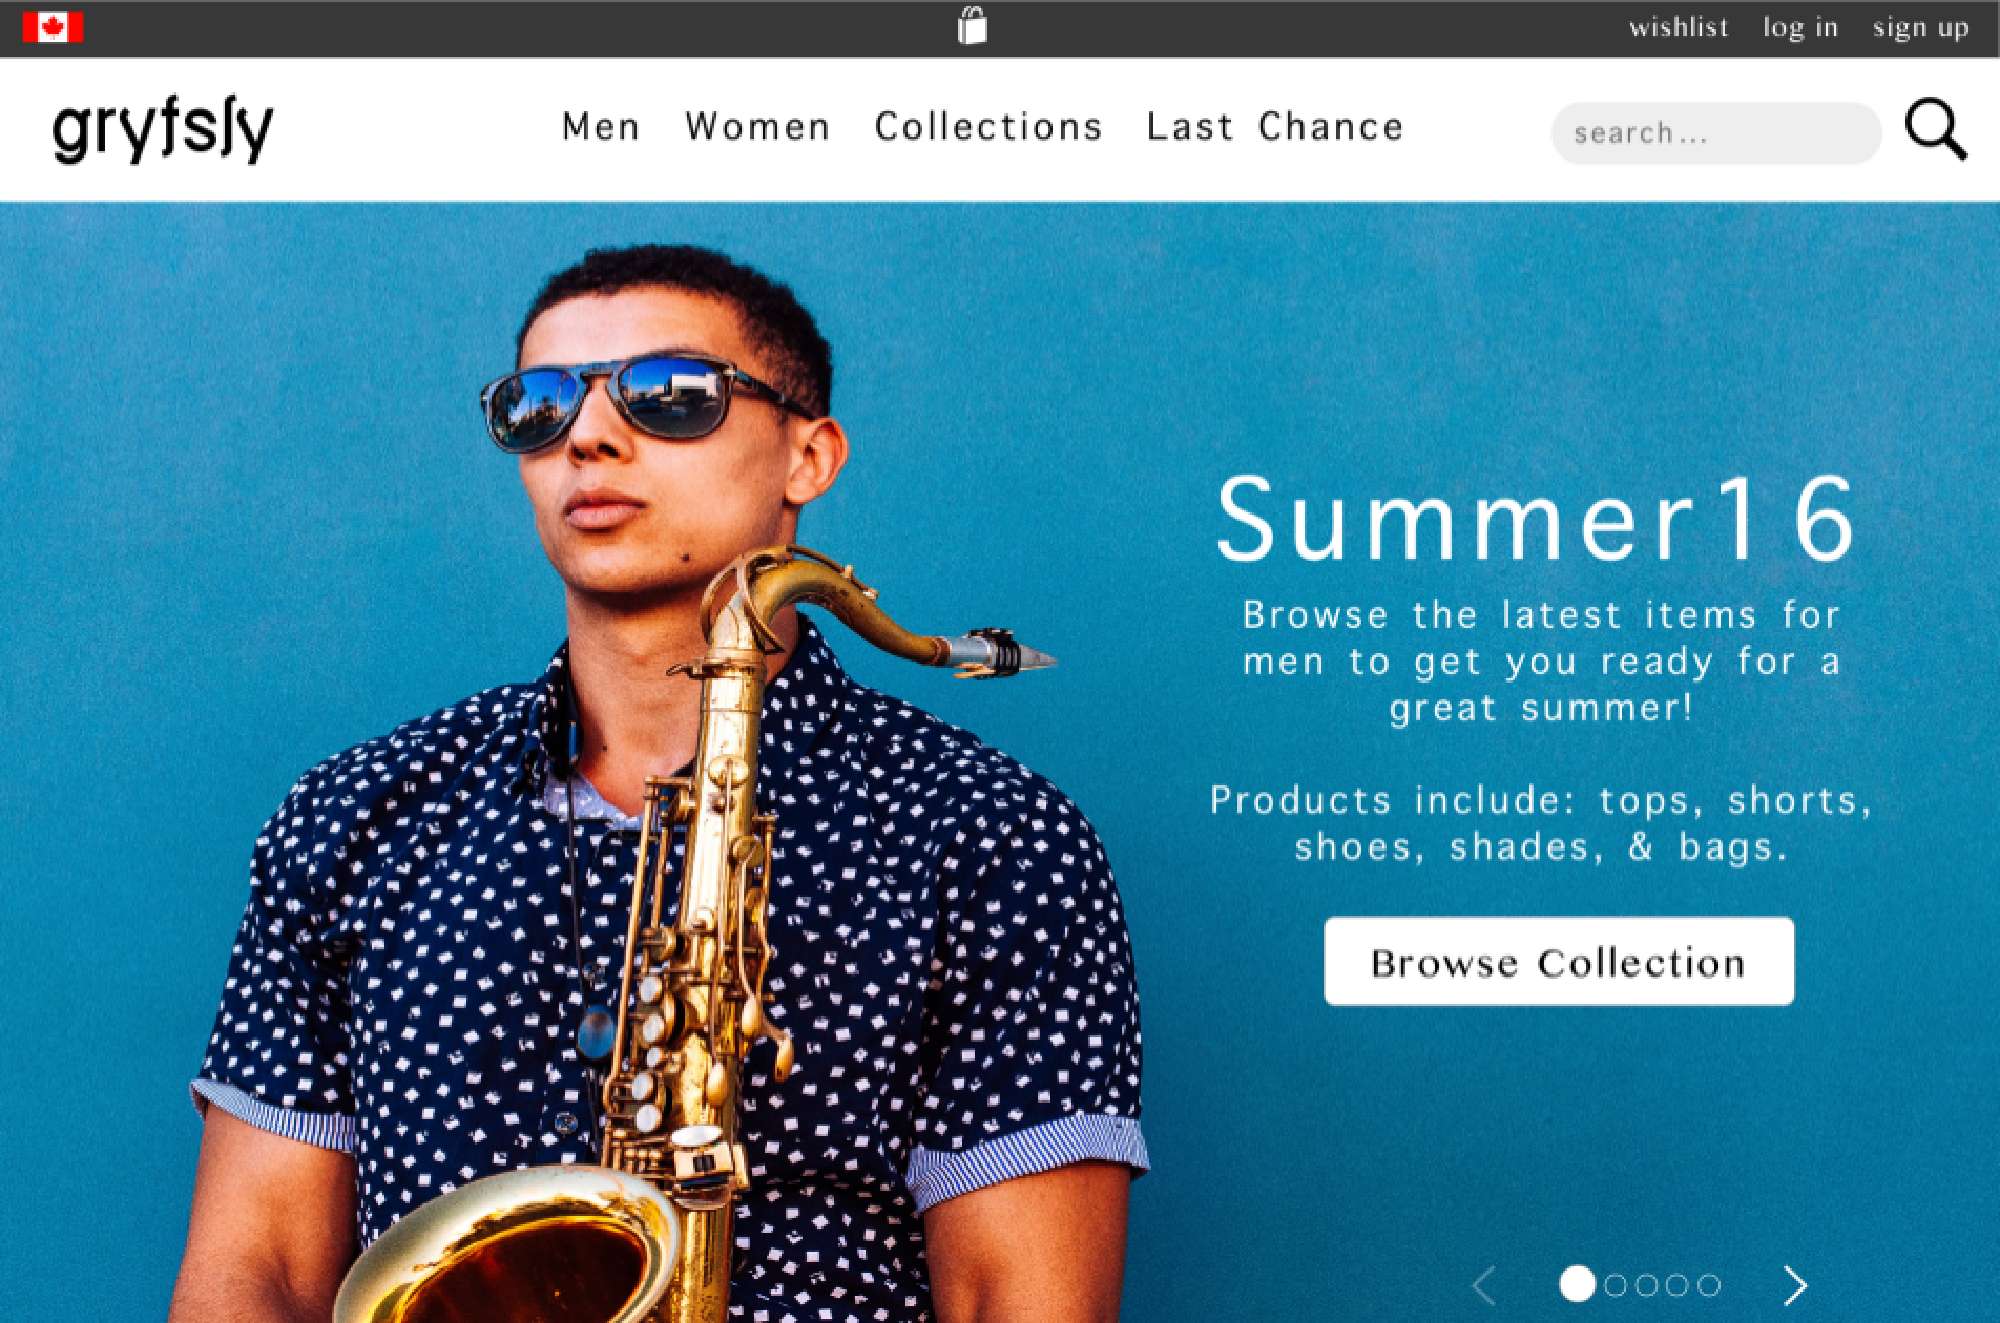 wishlist log in sign up
gryfsly
Men Women Collections Last Chance
search...
Summer16
Browse the latest items for
men to get you ready for a
great summer!
Products include: tops, shorts,
shoes, shades, & bags.
Browse Collection